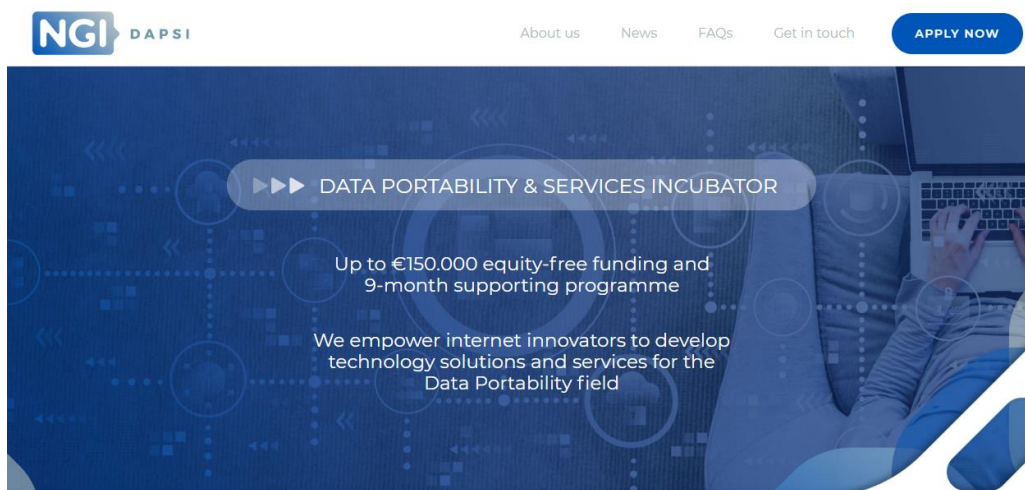 NGI DAPSI
About us News FAQs Get in touch APPLY NOW
DATA PORTABILITY & SERVICES INCUBATOR
Up to €150.000 equity-free funding and
9-month supporting programme
We empower internet innovators to develop
technology solutions and services for the
Data Portability field